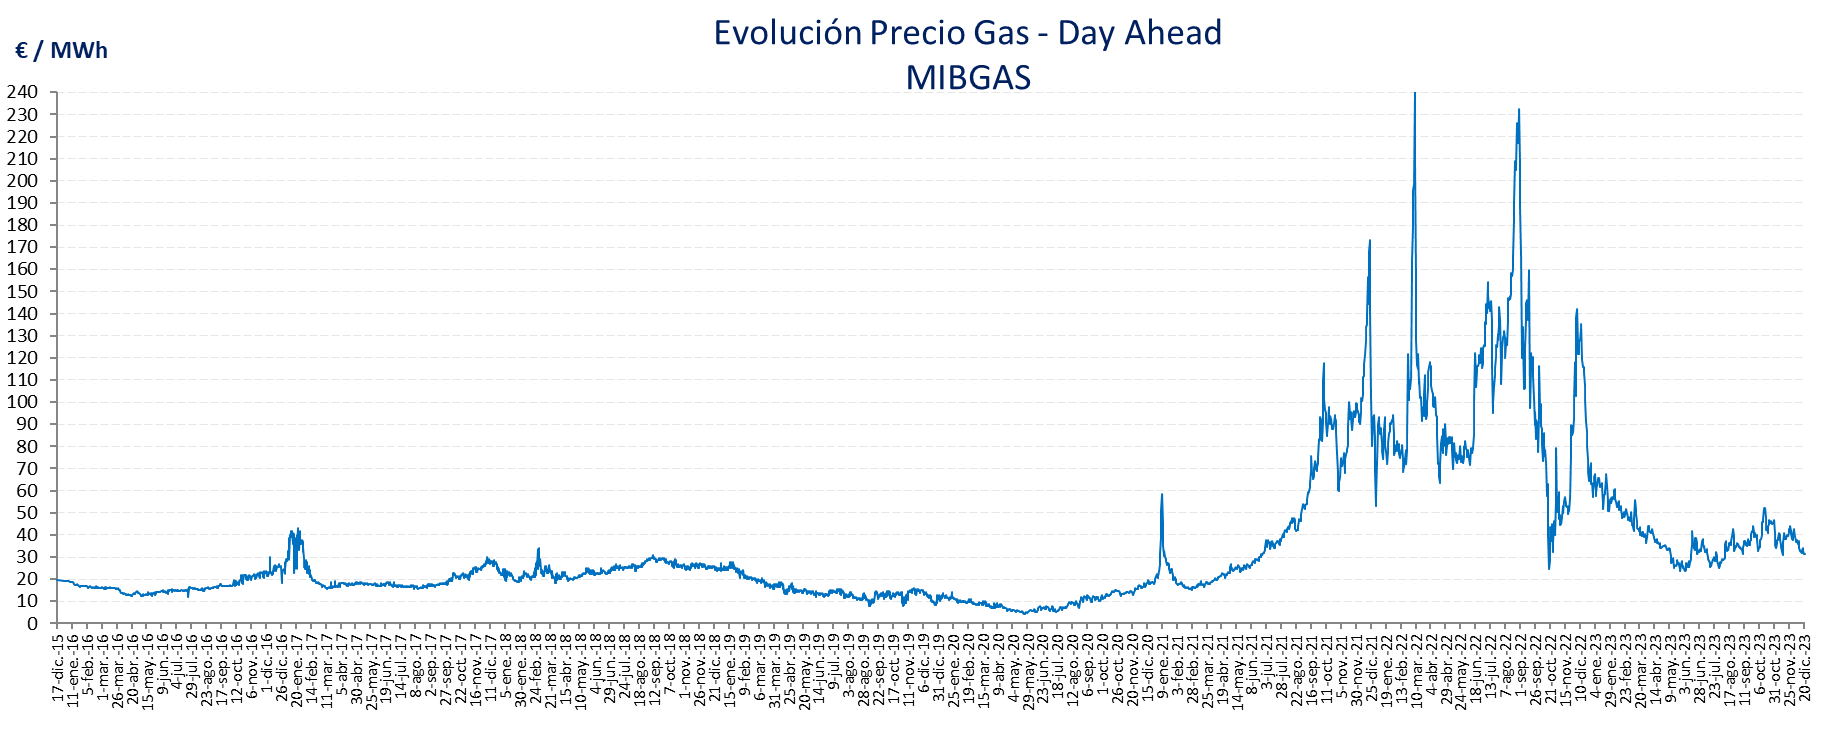 Evolución Precio Gas - Day Ahead
MIBGAS
€ / MWh
240
230
220
210
200
190
180
170
160
150
140
130
120
110
100
90
80
70
60
50
40
30
20
10
0
17-dic.-15
11-ene.-16
5-feb.-16
1-mar.-16
26-mar.-16
20-abr.-16
15-may.-16
9-jun.-16
4-jul.-16
29-jul.-16
23-ago.-16
17-sep.-16
12-oct.-16
6-nov.-16
1-dic.-16
26-dic.-16
20-ene.-17
14-feb.-17
11-mar.-17
5-abr.-17
30-abr.-17
25-may.-17
19-jun.-17
14-jul.-17
8-ago.-17
2-sep.-17
27-sep.-17
22-oct.-17
16-nov.-17
11-dic.-17
5-ene.-18
30-ene.-18
24-feb.-18
21-mar.-18
15-abr.-18
10-may.-18
4-jun.-18
29-jun.-18
24-jul.-18
18-ago.-18
12-sep.-18
7-oct.-18
1-nov.-18
26-nov.-18
21-dic.-18
15-ene.-19
9-feb.-19
6-mar.-19
31-mar.-19
25-abr.-19
20-may.-19
14-jun.-19
9-jul.-19
3-ago.-19
28-ago.-19
22-sep.-19
17-oct.-19
11-nov.-19
6-dic.-19
31-dic.-19
25-ene.-20
19-feb.-20
15-mar.-20
9-abr.-20
4-may.-20
29-may.-20
23-jun.-20
18-jul.-20
12-ago.-20
6-sep.-20
1-oct.-20
26-oct.-20
20-nov.-20
15-dic.-20
9-ene.-21
3-feb.-21
28-feb.-21
25-mar.-21
19-abr.-21
14-may.-21
8-jun.-21
3-jul.-21
28-jul.-21
22-ago.-21
16-sep.-21
11-oct.-21
5-nov.-21
30-nov.-21
25-dic.-21
19-ene.-22
13-feb.-22
10-mar.-22
4-abr.-22
29-abr.-22
24-may.-22
18-jun.-22
13-jul.-22
7-ago.-22
1-sep.-22
26-sep.-22
21-oct.-22
15-nov.-22
10-dic.-22
4-ene.-23
29-ene.-23
23-feb.-23
20-mar.-23
14-abr.-23
9-may.-23
3-jun.-23
28-jun.-23
23-jul.-23
17-ago.-23
11-sep.-23
6-oct.-23
31-oct.-23
25-nov.-23
20-dic.-23